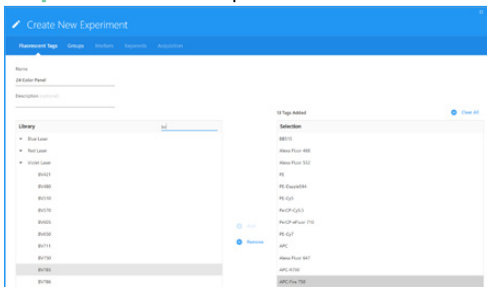 Create New Experiment
Fluorescent Tags Groups Markers Keywords Acquisition
Name
24 Color Panel
Description (optional)
18 Tags Added
Clear All
Library
bv
Selection
Blue Laser
Red Laser
Violet Laser
BV421
BV480
BV510
BV570
BV605
BV650
BV711
BV750
BV785
BV786
Add
Remove
BB515
Alexa Fluor 488
Alexa Fluor 532
PE
PE-Dazzle594
PE-Cy5
PerCP-Cy5.5
PerCP-eFluor 710
PE-Cy7
APC
Alexa Fluor 647
APC-R700
APC-Fire 750